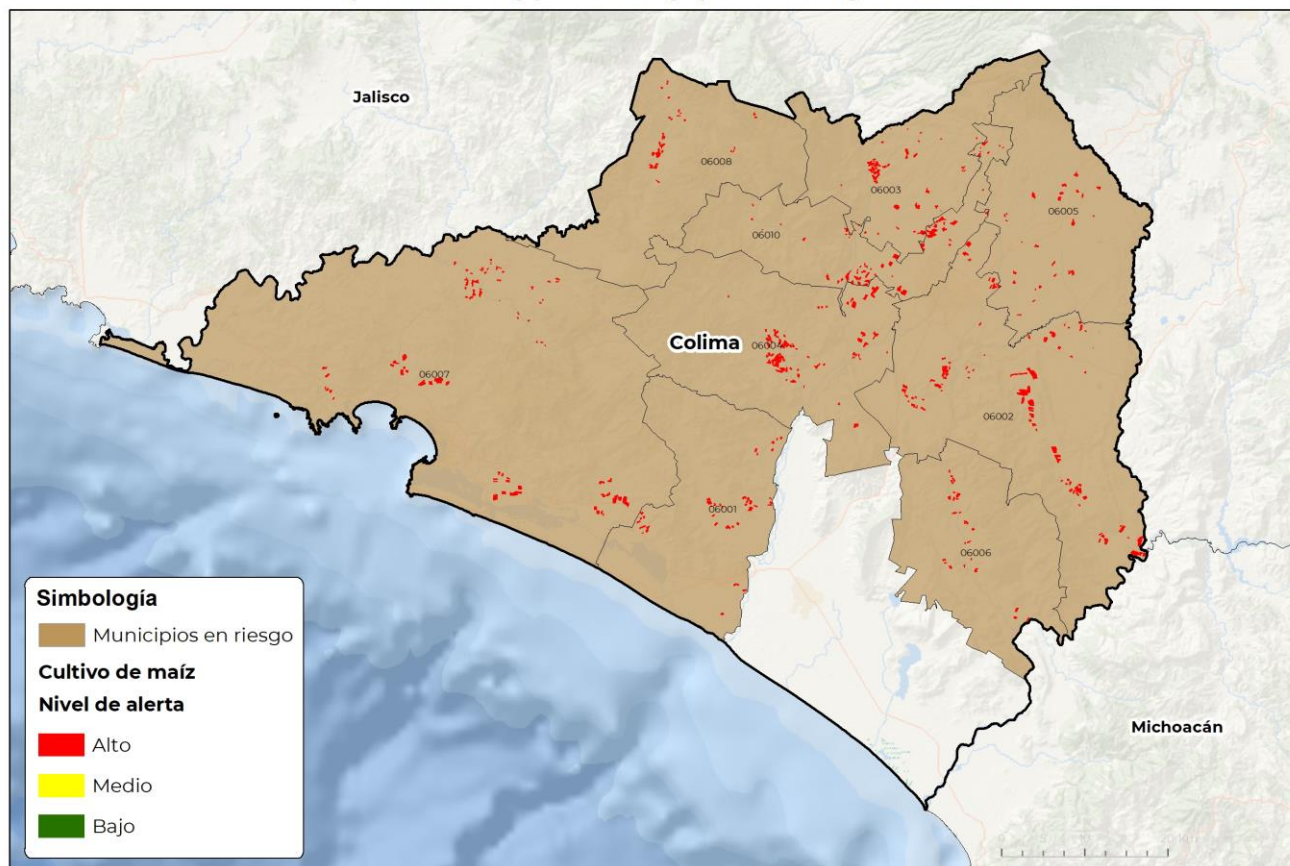 Jalisco
06008
06003
06005
06010
Colima
06004
06007
06002
06001
06006
Michoacán
Simbología
Municipios en riesgo
Cultivo de maíz
Nivel de alerta
Alto
Medio
Bajo